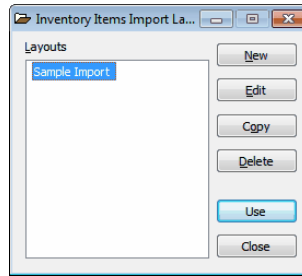 Inventory Items Import La...
Layouts
Sample Import
New
Edit
Copy
Delete
Use
Close